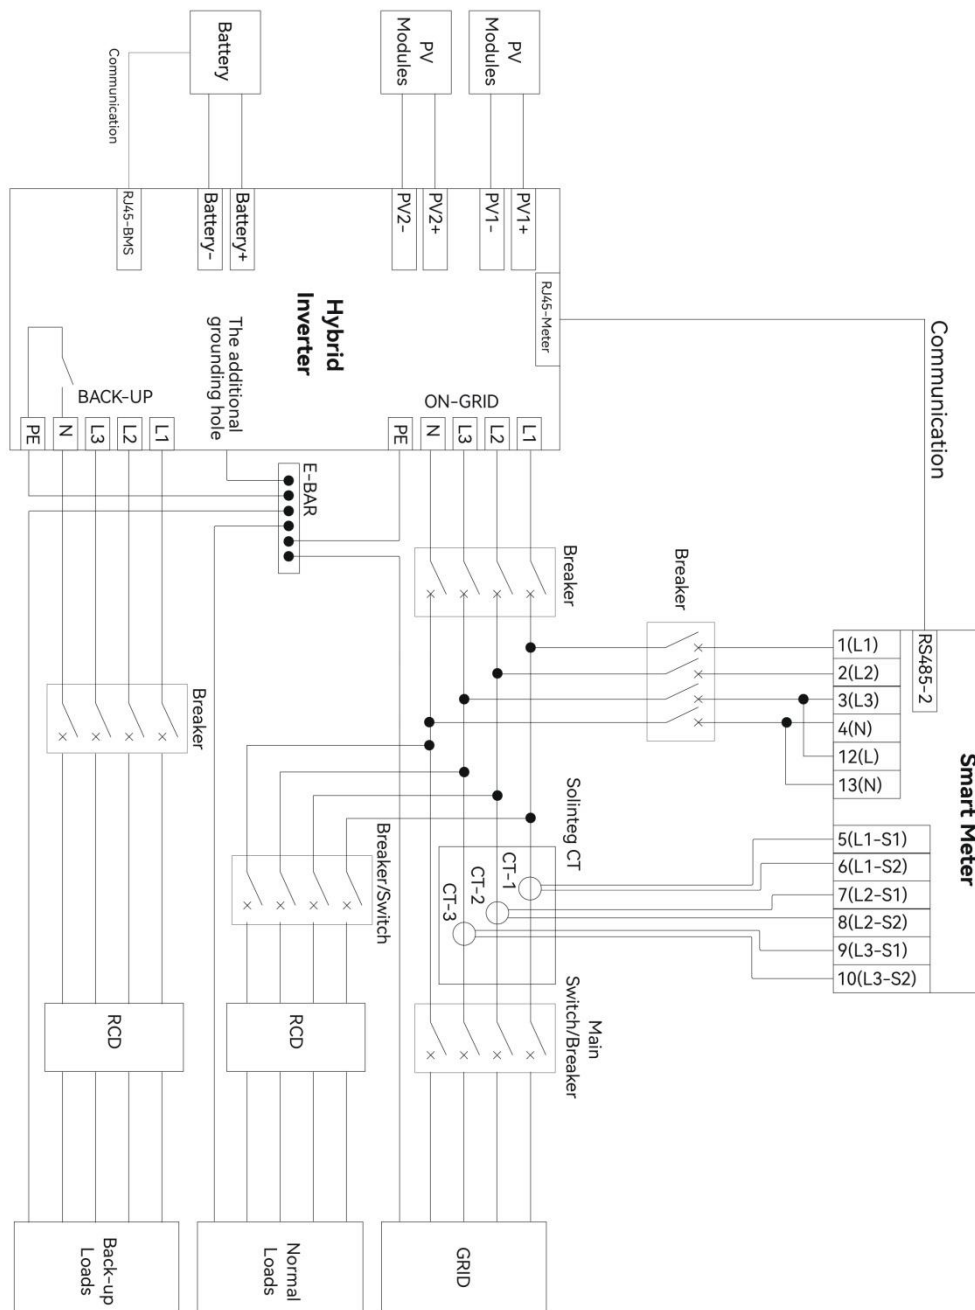 Battery
PV
Modules
PV
Modules
Communication
RJ45-BMS
Battery-
Battery+
PV2-
PV2+
PV1-
PV1+
RJ45-Meter
Communication
Hybrid
Inverter
The additional
grounding hole
BACK-UP
ON-GRID
PE
N
L3
L2
L1
PE
N
L3
L2
L1
E-BAR
Breaker
Breaker
RS485-2
Smart Meter
1(L1)
2(L2)
3(L3)
4(N)
12(L)
13(N)
5(L1-S1)
6(L1-S2)
7(L2-S1)
8(L2-S2)
9(L3-S1)
10(L3-S2)
Breaker
Breaker/Switch
Solinteg CT
CT-1
CT-2
CT-3
Main
Switch/Breaker
RCD
RCD
Back-up
Loads
Normal
Loads
GRID